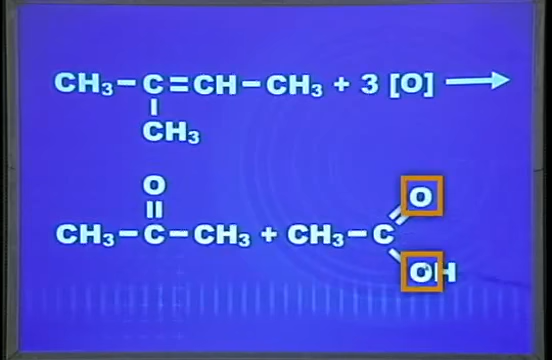 CH₃–C=CH–CH₃ + 3 [O] ⟶
CH₃
O
CH₃–C–CH₃ + CH₃–C
O
OH